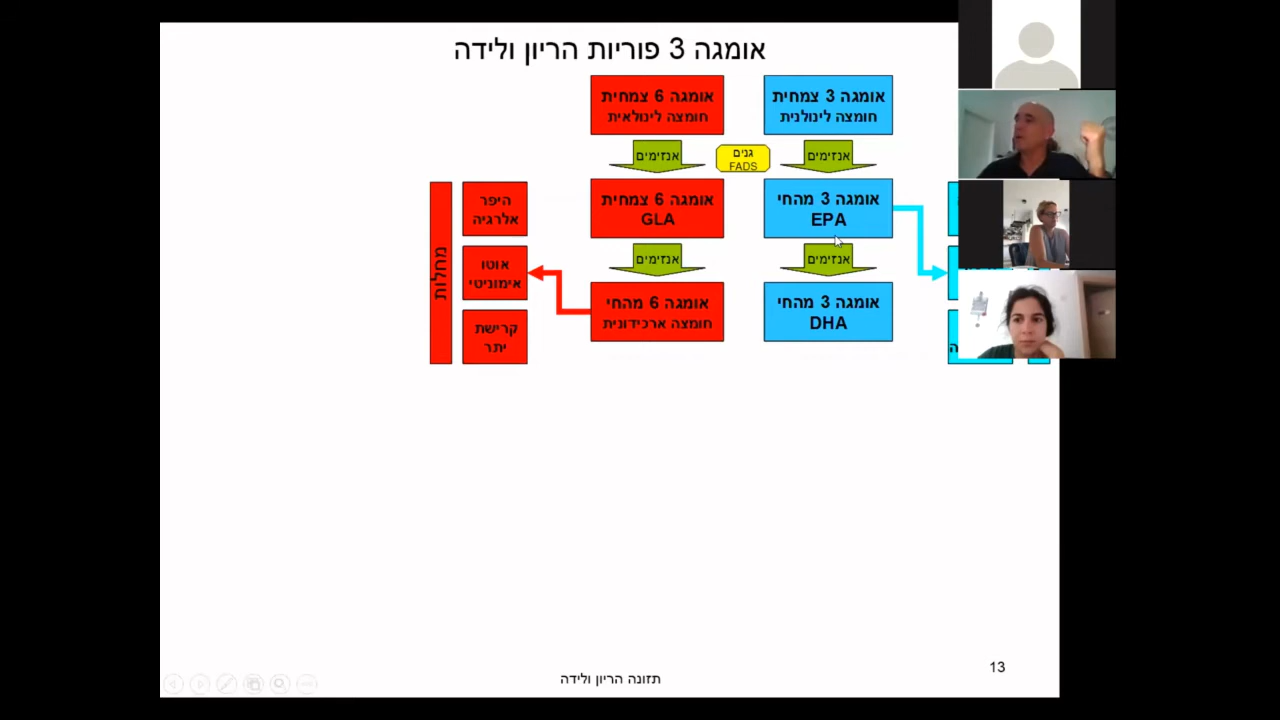 אומגה 3 פוריות הריון ולידה
אומגה 3 צמחית
חומצה לינולנית
אומגה 6 צמחית
חומצה לינולאית
אנזימים
גנים
FADS
אנזימים
אומגה 3 מהחי
EPA
אומגה 6 צמחית
GLA
אנזימים
אנזימים
אומגה 3 מהחי
DHA
אומגה 6 מהחי
חומצה ארכידונית
היפר
אלרגיה
אוטו
אימוניטי
קרישת
יתר
מחלות
13
תזונה הריון ולידה